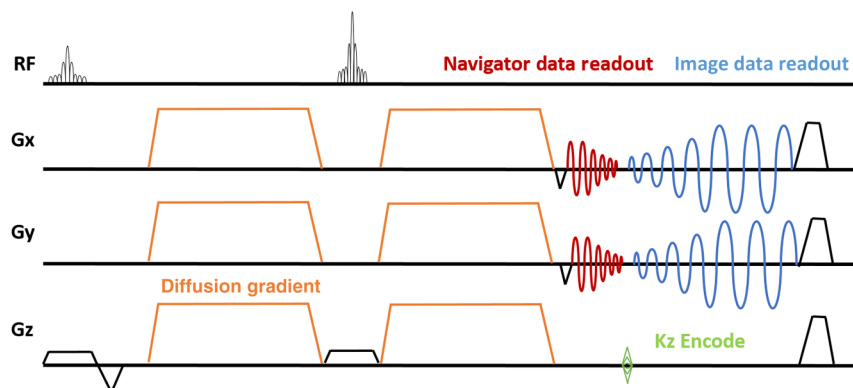 RF
Navigator data readout
Image data readout
Gx
Gy
Diffusion gradient
Gz
Kz Encode